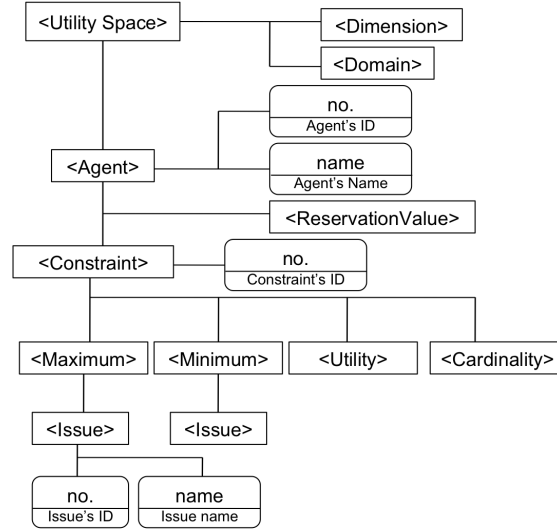 <Utility Space>
<Dimension>
<Domain>
no.
Agent's ID
<Agent>
name
Agent's Name
<ReservationValue>
<Constraint>
no.
Constraint's ID
<Maximum>
<Minimum>
<Utility>
<Cardinality>
<Issue>
<Issue>
no.
Issue's ID
name
Issue name